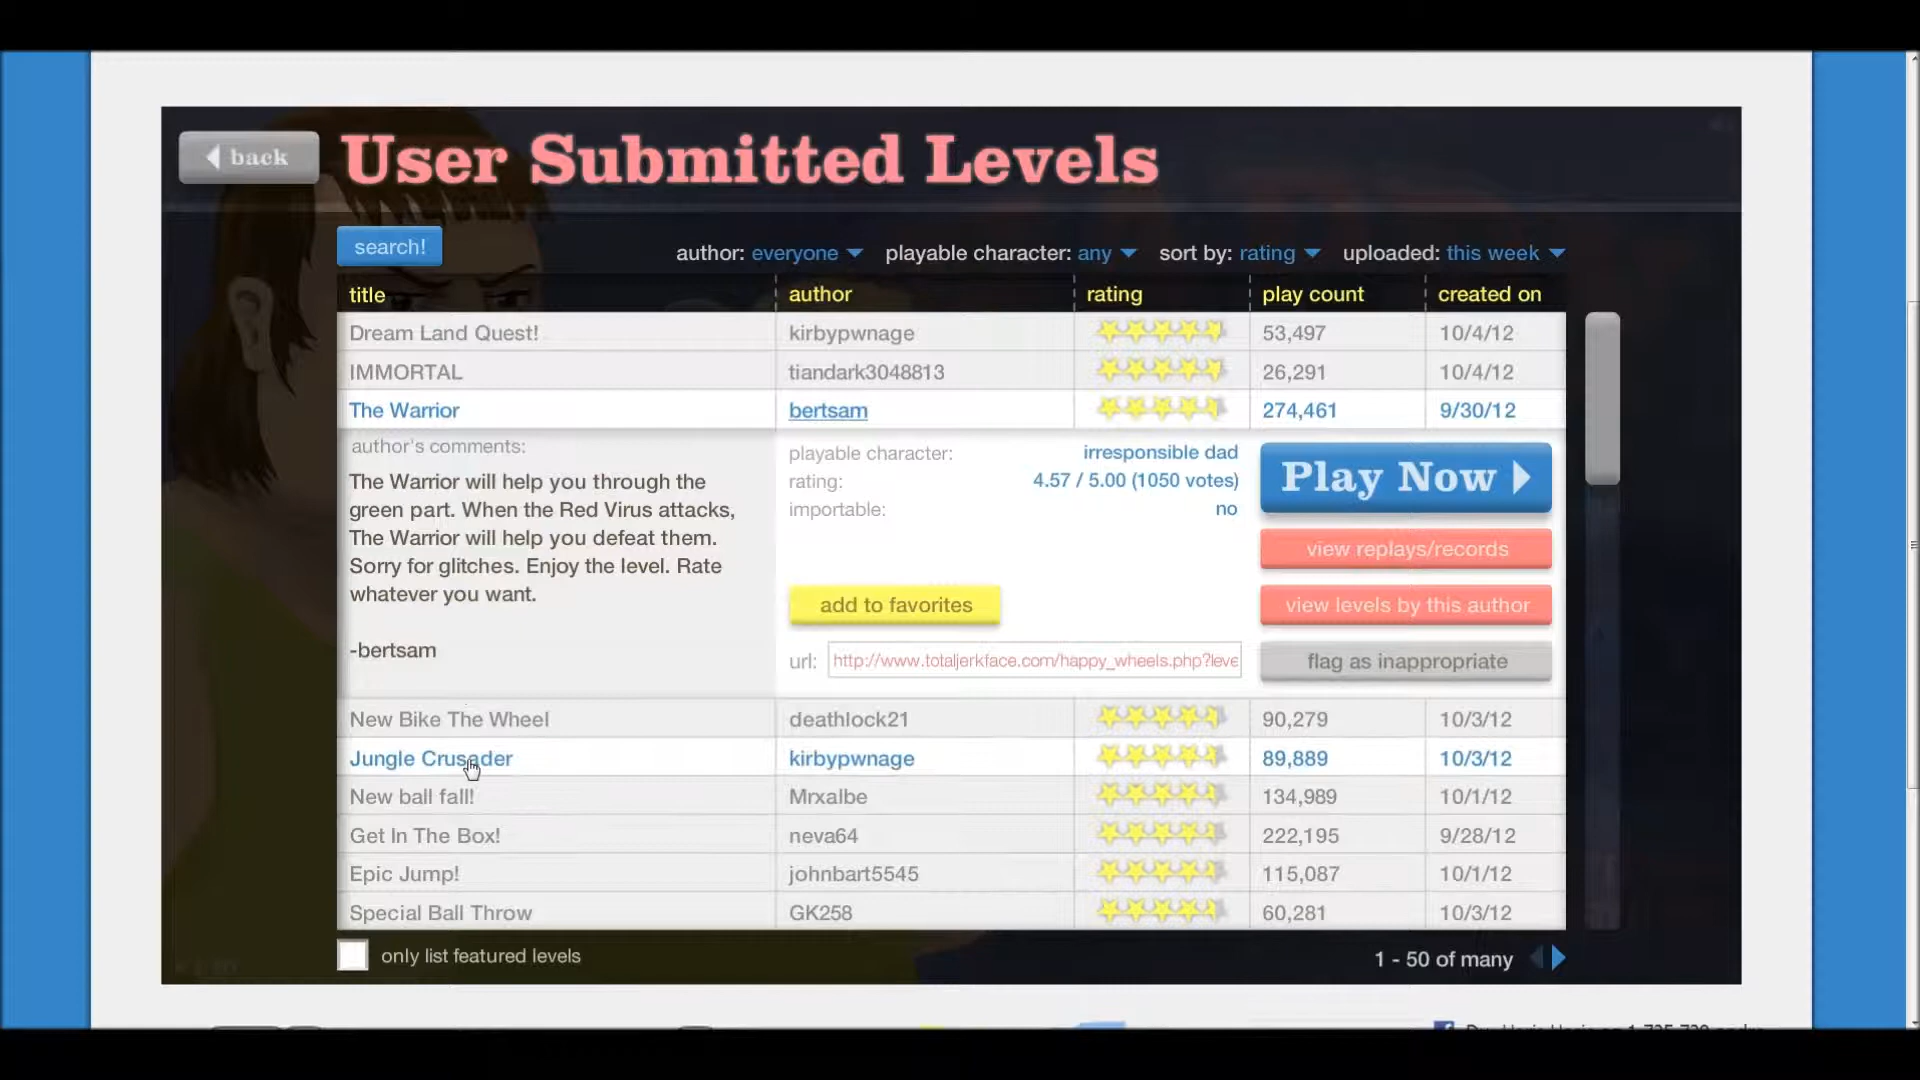 back
User Submitted Levels
search!
author: everyone playable character: any sort by: rating uploaded: this week
title author rating play count created on
Dream Land Quest! kirbypwnage 53,497 10/4/12
IMMORTAL tiandark3048813 26,291 10/4/12
The Warrior bertsam 274,461 9/30/12
author's comments:
The Warrior will help you through the
green part. When the Red Virus attacks,
The Warrior will help you defeat them.
Sorry for glitches. Enjoy the level. Rate
whatever you want.
-bertsam
playable character: irresponsible dad
rating: 4.57 / 5.00 (1050 votes)
importable: no
add to favorites
url: http://www.totaljerkface.com/happy_wheels.php?leve
Play Now
view replays/records
view levels by this author
flag as inappropriate
New Bike The Wheel deathlock21 90,279 10/3/12
Jungle Crusader kirbypwnage 89,889 10/3/12
New ball fall! Mrxalbe 134,989 10/1/12
Get In The Box! neva64 222,195 9/28/12
Epic Jump! johnbart5545 115,087 10/1/12
Special Ball Throw GK258 60,281 10/3/12
only list featured levels
1 - 50 of many